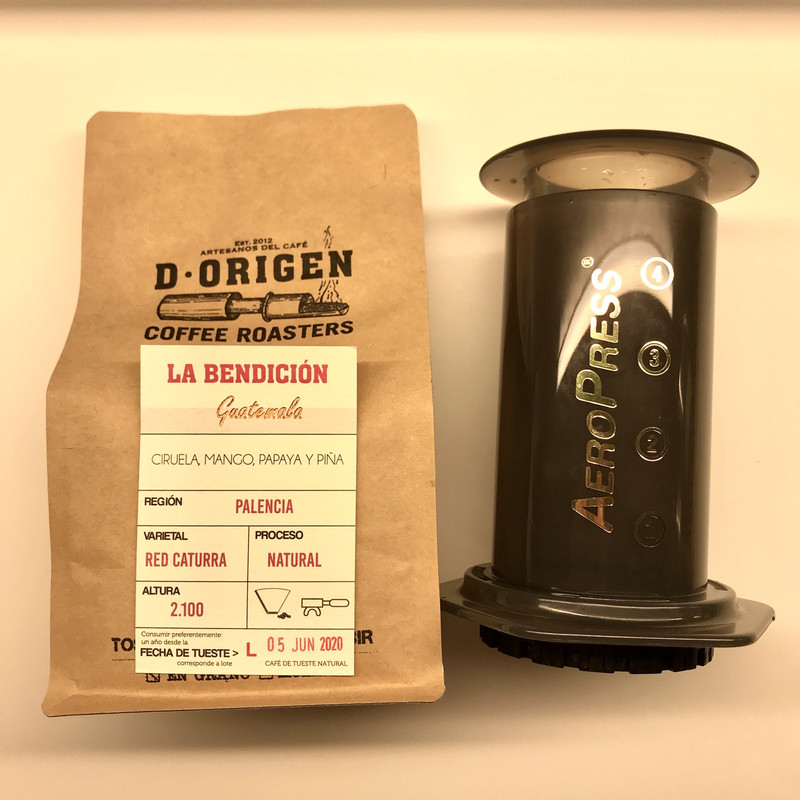 EST. 2012
ARTESANOS DEL CAFÉ
D·ORIGEN
COFFEE ROASTERS
LA BENDICIÓN
Guatemala
CIRUELA, MANGO, PAPAYA Y PIÑA
REGIÓN PALENCIA
VARIETAL PROCESO
RED CATURRA NATURAL
ALTURA
2.100
Consumir preferentemente:
un año desde la
FECHA DE TUESTE > L 05 JUN 2020
corresponde a lote CAFÉ DE TUESTE NATURAL
EN GRANO
AEROPRESS®
4
3
2
1